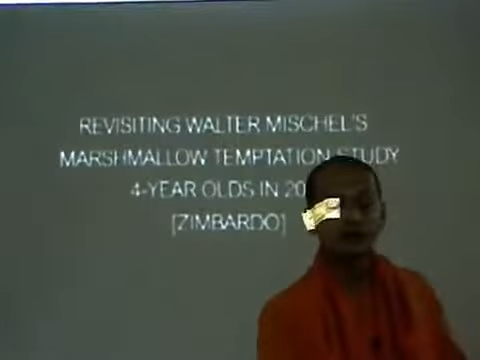 REVISITING WALTER MISCHEL'S
MARSHMALLOW TEMPTATION STUDY
4-YEAR OLDS IN
[ZIMBARDO]